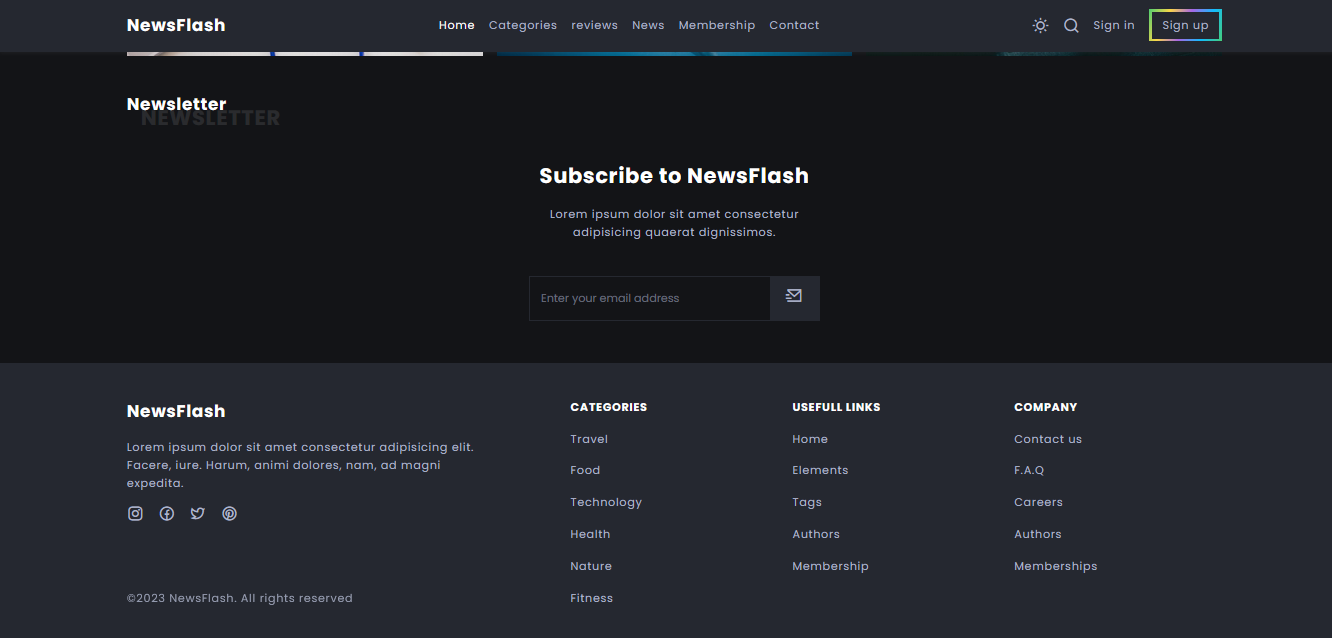 NewsFlash
Home Categories reviews News Membership Contact
Sign in Sign up
Newsletter
NEWSLETTER
Subscribe to NewsFlash
Lorem ipsum dolor sit amet consectetur
adipisicing quaerat dignissimos.
Enter your email address
NewsFlash
Lorem ipsum dolor sit amet consectetur adipisicing elit.
Facere, iure. Harum, animi dolores, nam, ad magni
expedita.
©2023 NewsFlash. All rights reserved
CATEGORIES
Travel
Food
Technology
Health
Nature
Fitness
USEFULL LINKS
Home
Elements
Tags
Authors
Membership
COMPANY
Contact us
F.A.Q
Careers
Authors
Memberships